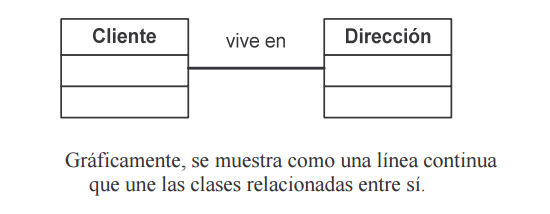 Cliente
vive en
Dirección
Gráficamente, se muestra como una línea continua
que une las clases relacionadas entre sí.